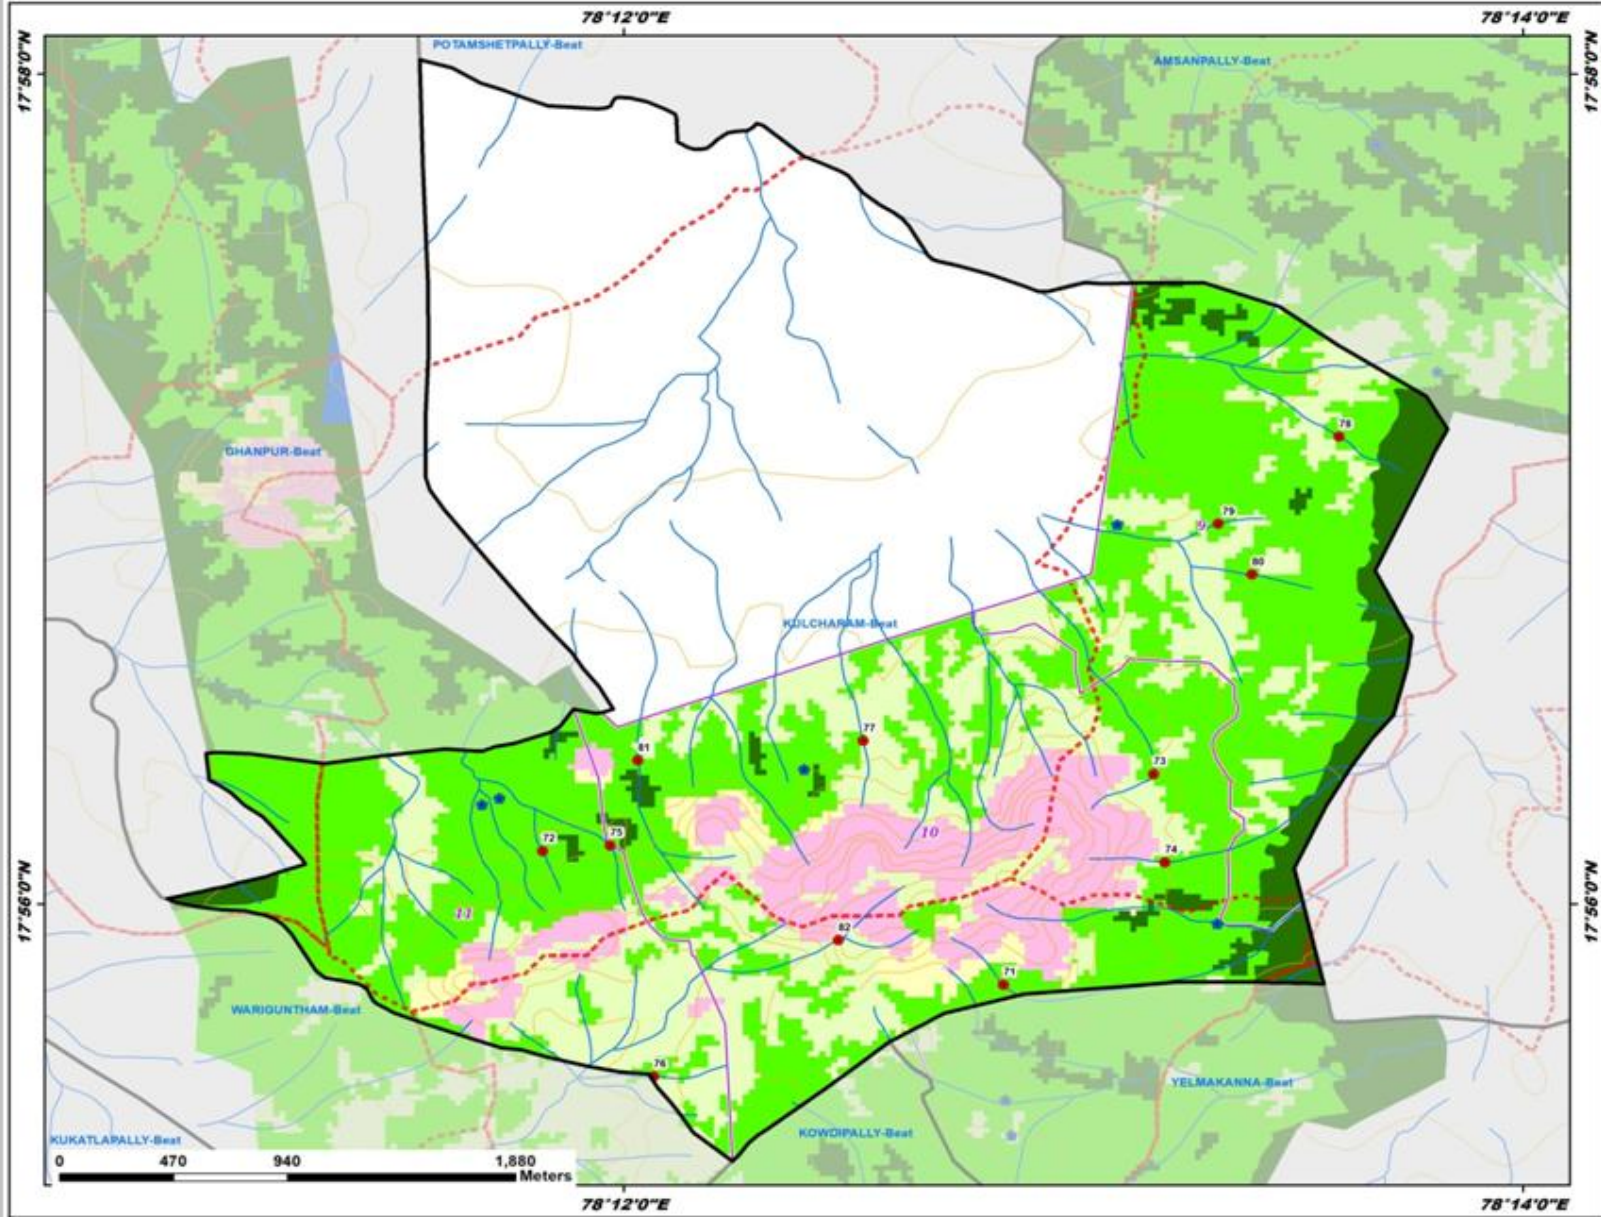 78°12'0"E 78°14'0"E
17°58'0"N 17°58'0"N
POTAMSHETPALLY-Beat
AMSANPALLY-Beat
78
GHANPUR-Beat
79
9
80
KULCHARAM-Beat
77
81
73
10
75
72
74
11
17°56'0"N 17°56'0"N
82
71
WARIGUNTHAM-Beat
76
YELMAKANNA-Beat
KOWDIPALLY-Beat
KUKATLAPALLY-Beat
0 470 940 1,880
Meters
78°12'0"E 78°14'0"E